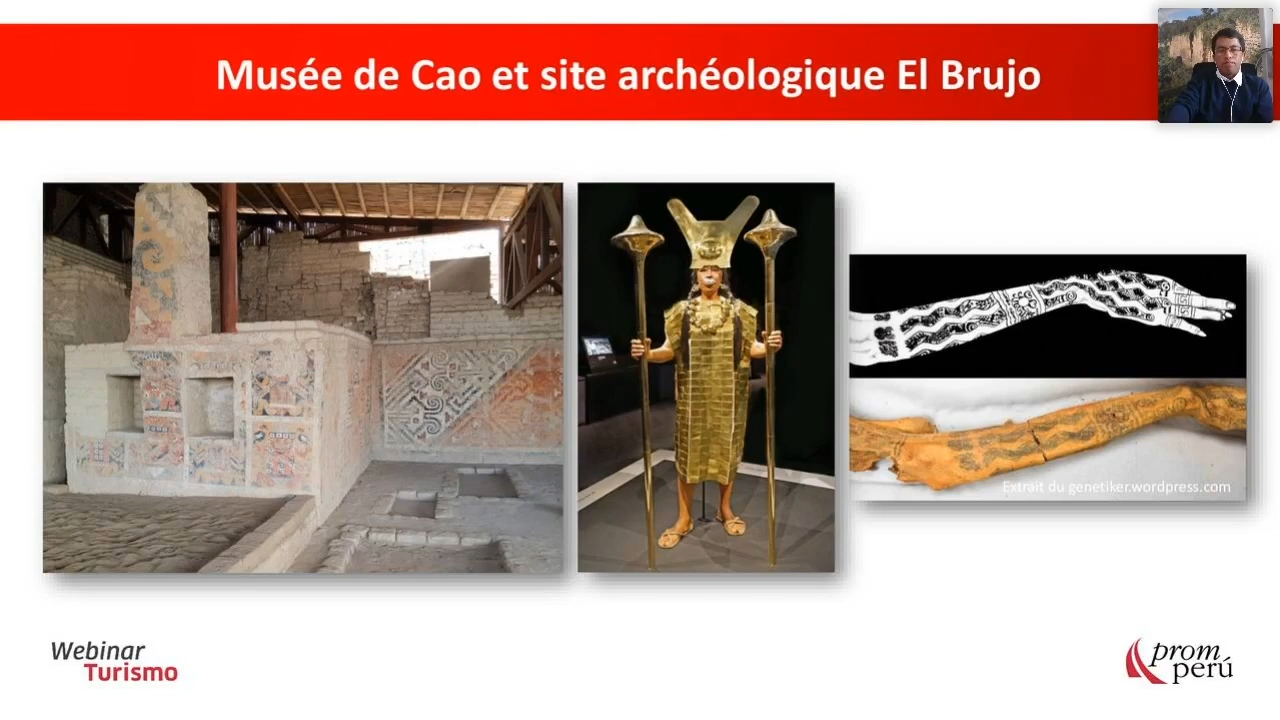 Musée de Cao et site archéologique El Brujo
Extrait du genetiker.wordpress.com
Webinar
Turismo
prom
perú